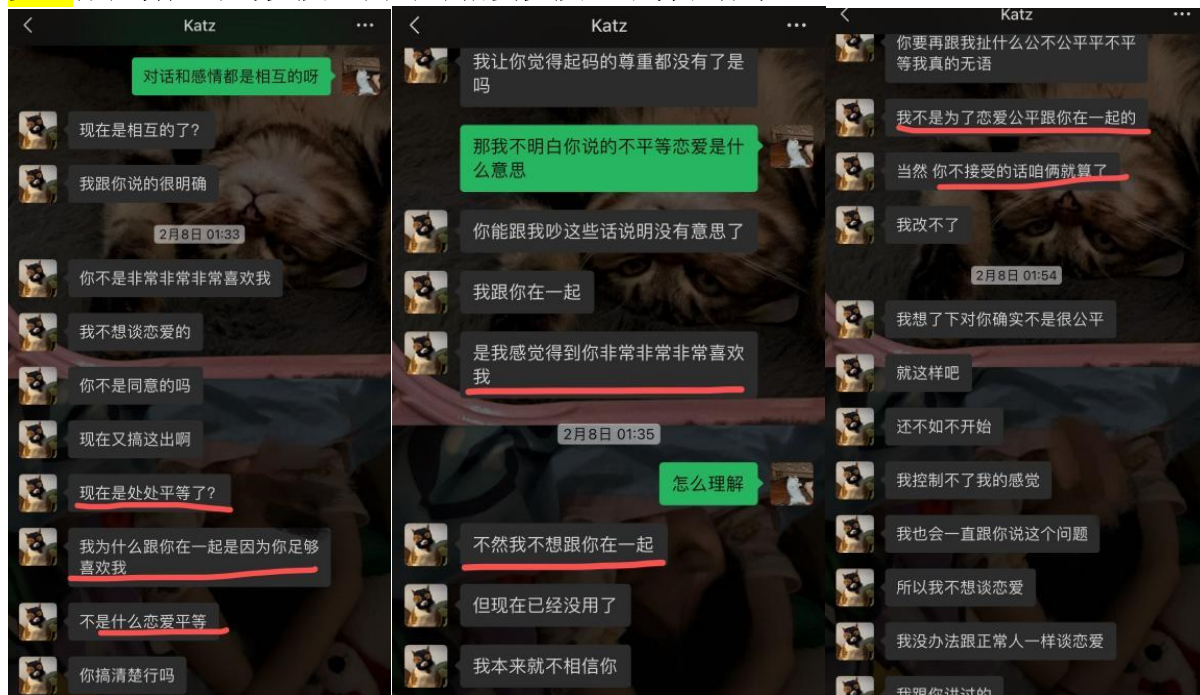 Katz
对话和感情都是相互的呀
现在是相互的了?
我跟你说的很明确
2月8日 01:33
你不是非常非常非常喜欢我
我不想谈恋爱的
你不是同意的吗
现在又搞这出啊
现在是处处平等了?
我为什么跟你在一起是因为你足够
喜欢我
不是什么恋爱平等
你搞清楚行吗
Katz
我让你觉得起码的尊重都没有了是
吗
那我不明白你说的不平等恋爱是什
么意思
你能跟我吵这些话说明没有意思了
我跟你在一起
是我感觉得到你非常非常非常喜欢
我
2月8日 01:35
怎么理解
不然我不想跟你在一起
但现在已经没用了
我本来就不相信你
Katz
你要再跟我扯什么公不公平平不平
等我真的无语
我不是为了恋爱公平跟你在一起的
当然 你不接受的话咱俩就算了
我改不了
2月8日 01:54
我想了下对你确实不是很公平
就这样吧
还不如不开始
我控制不了我的感觉
我也会一直跟你说这个问题
所以我不想谈恋爱
我没办法跟正常人一样谈恋爱
我跟你讲过的